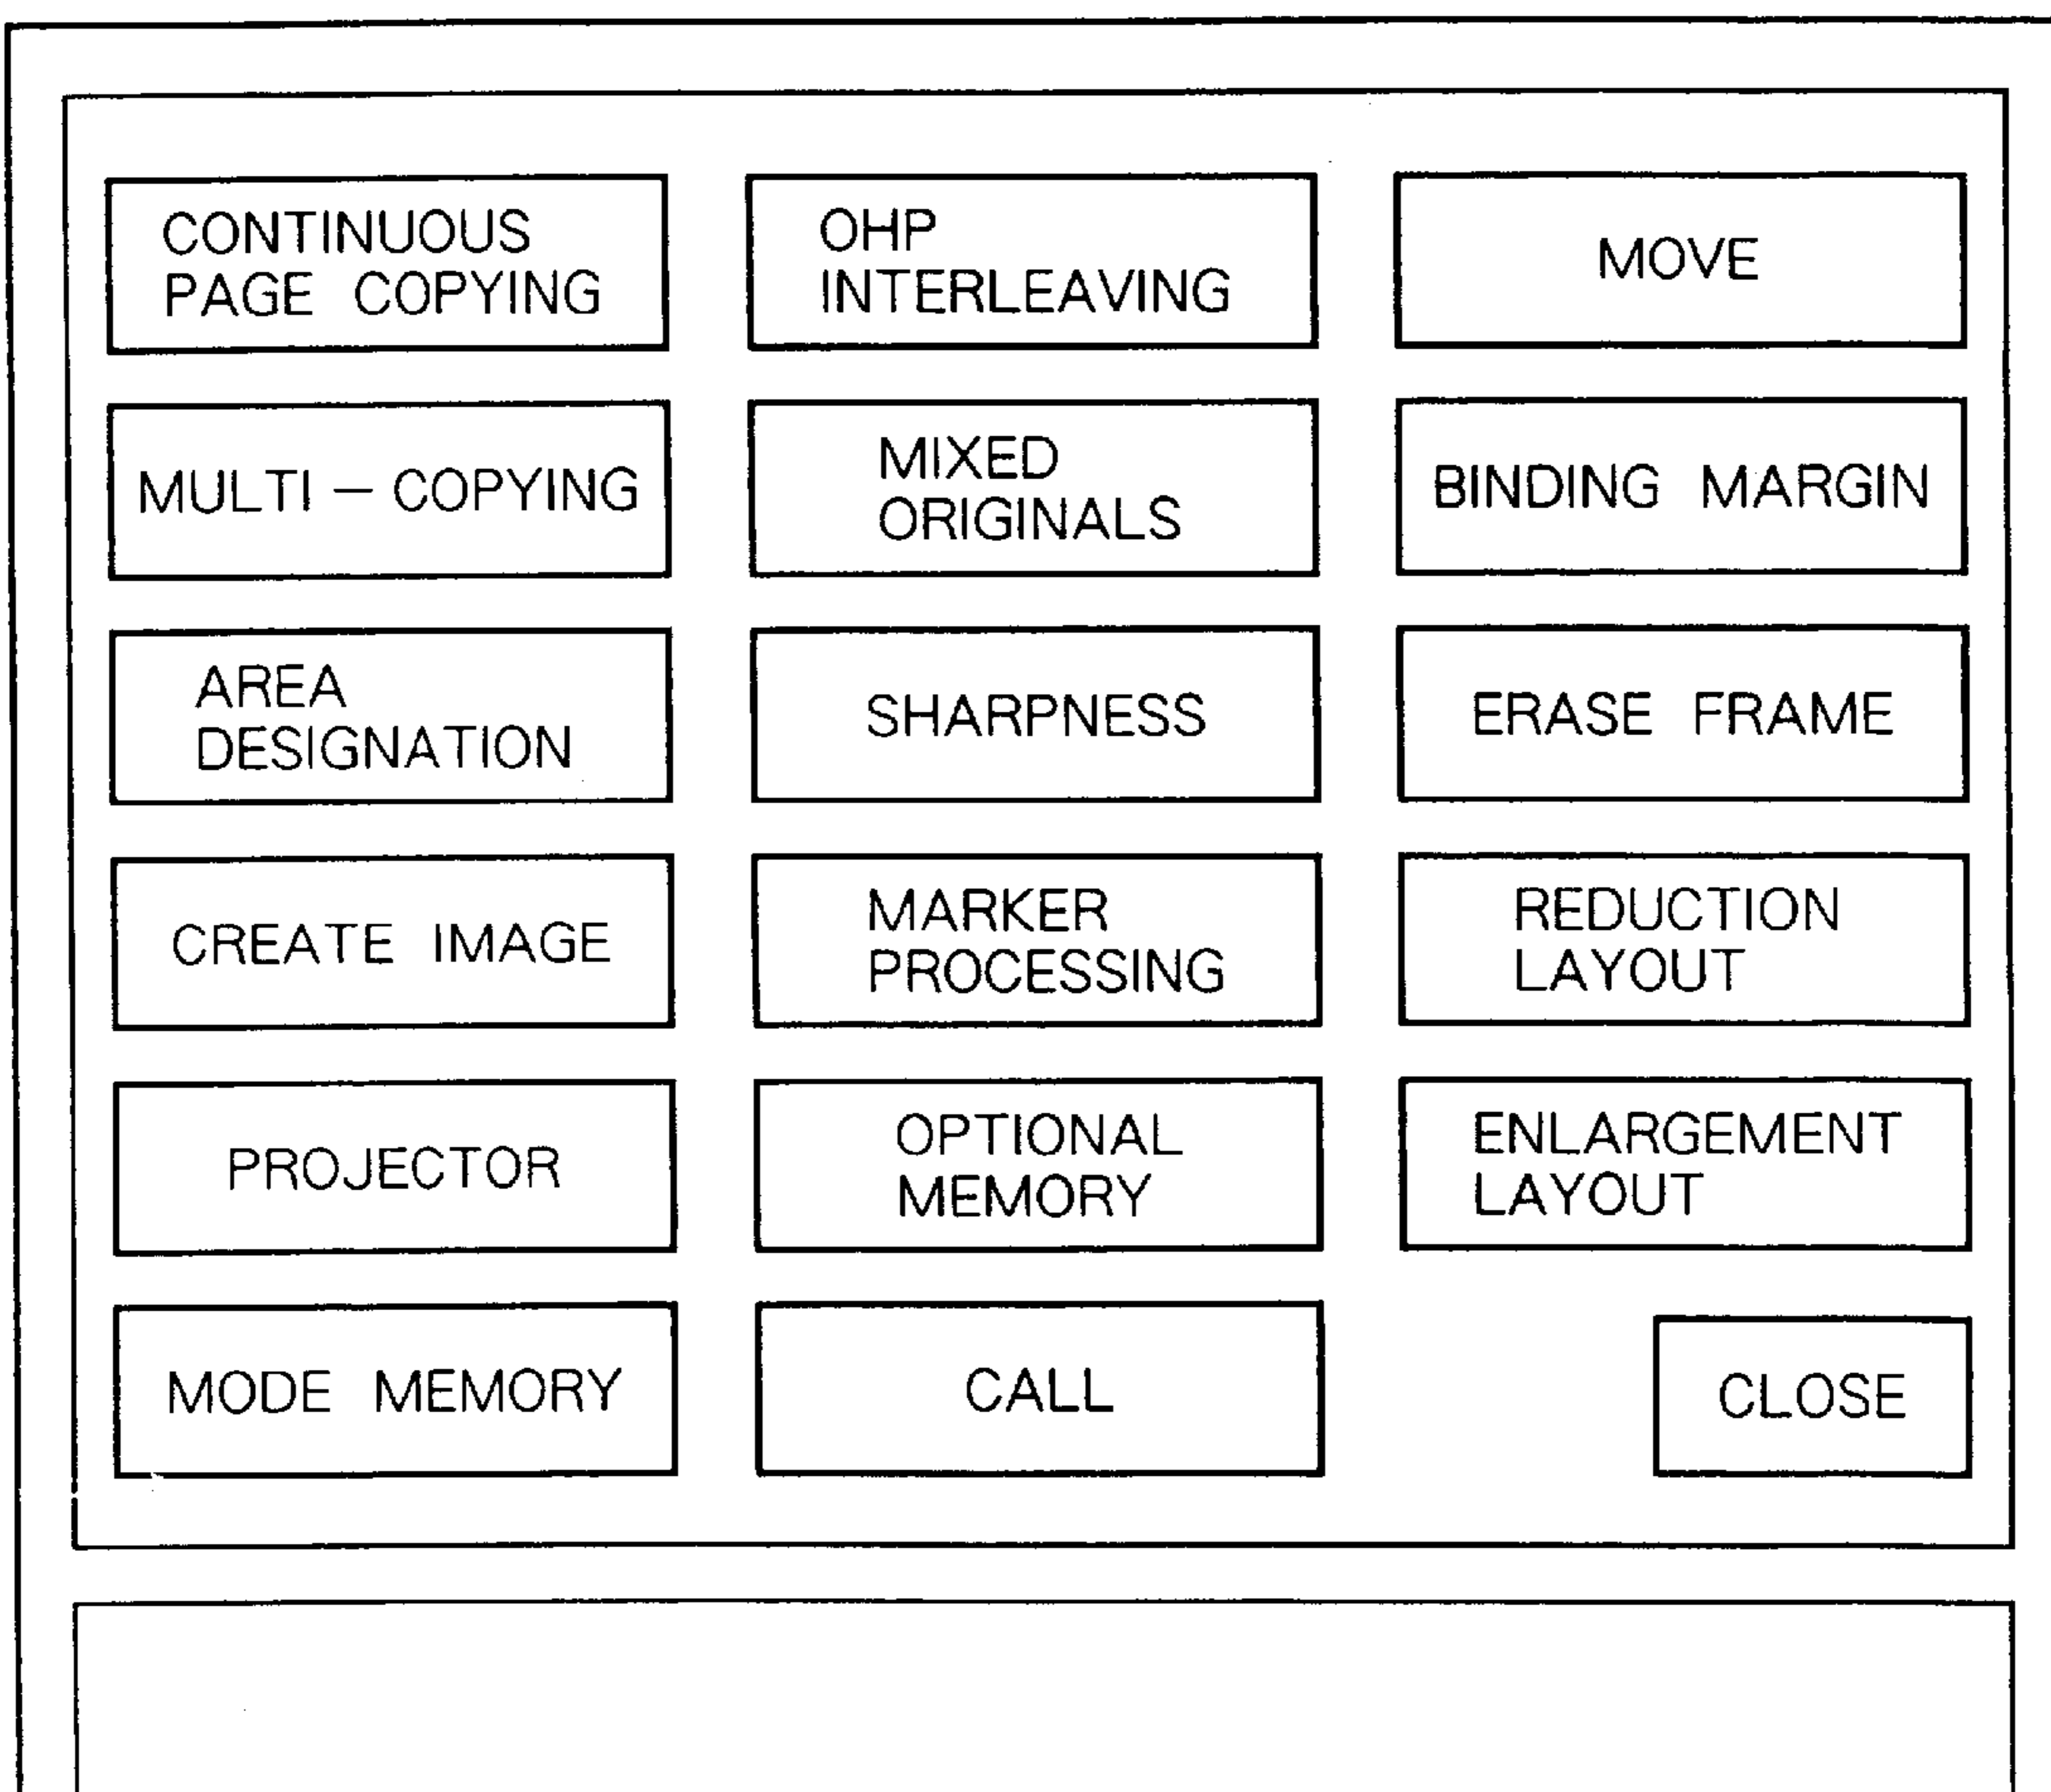 CONTINUOUS
PAGE COPYING
OHP
INTERLEAVING
MOVE
MULTI – COPYING
MIXED
ORIGINALS
BINDING MARGIN
AREA
DESIGNATION
SHARPNESS
ERASE FRAME
CREATE IMAGE
MARKER
PROCESSING
REDUCTION
LAYOUT
PROJECTOR
OPTIONAL
MEMORY
ENLARGEMENT
LAYOUT
MODE MEMORY
CALL
CLOSE